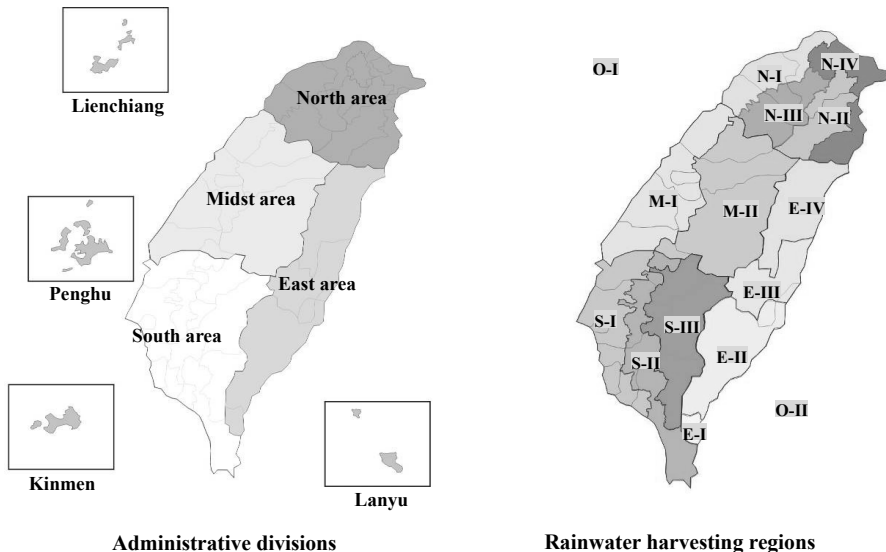 Lienchiang
North area
Midst area
Penghu
East area
South area
Kinmen
Lanyu
Administrative divisions
O-I
N-IV
N-I
N-III
N-II
M-I
M-II
E-IV
E-III
S-I
S-III
S-II
E-II
O-II
E-I
Rainwater harvesting regions